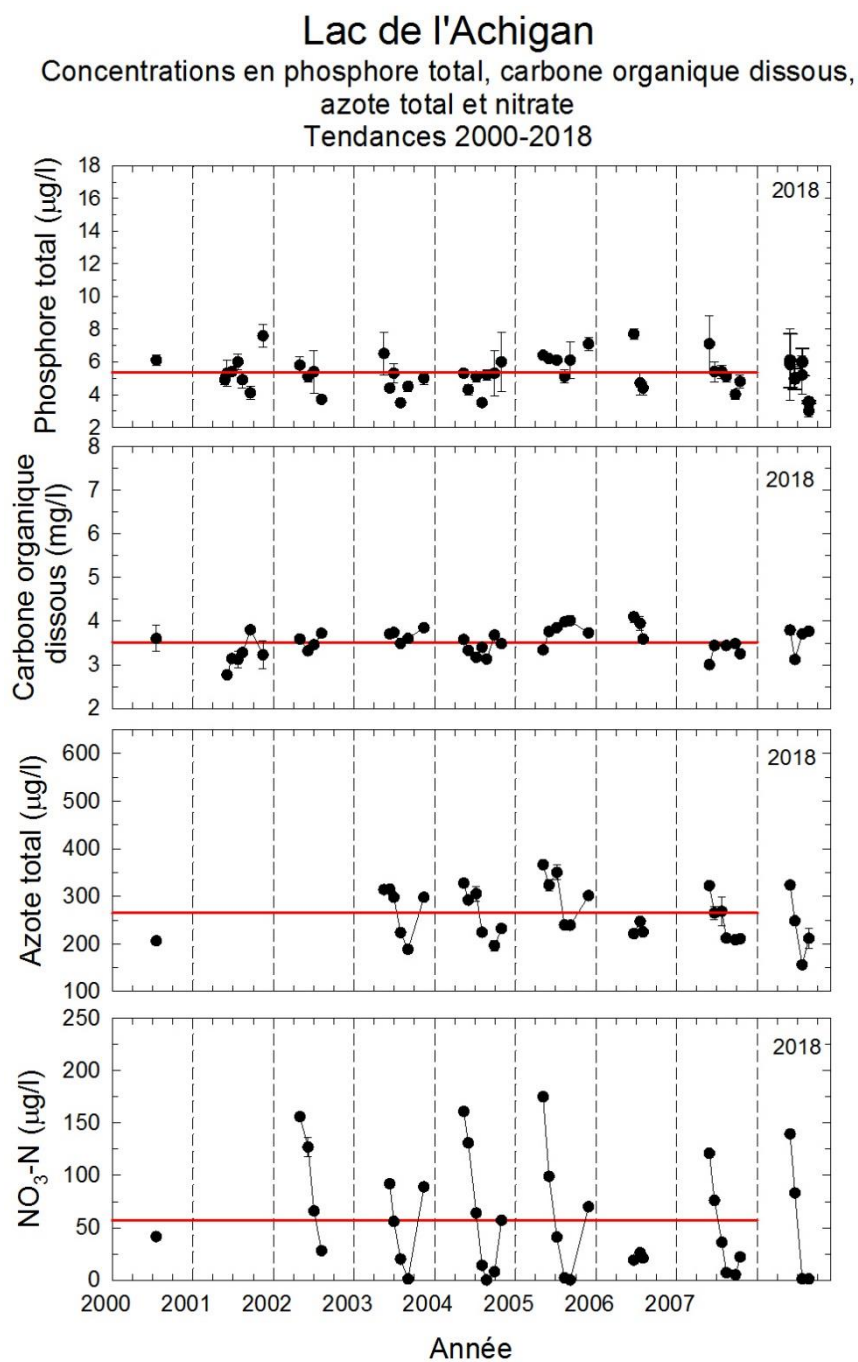 Lac de l'Achigan
Concentrations en phosphore total, carbone organique dissous,
azote total et nitrate
Tendances 2000-2018
Phosphore total (µg/l)
18
16
14
12
10
8
6
4
2
2018
Carbone organique
dissous (mg/l)
8
7
6
5
4
3
2
2018
Azote total (µg/l)
600
500
400
300
200
100
2018
NO₃-N (µg/l)
250
200
150
100
50
0
2018
2000 2001 2002 2003 2004 2005 2006 2007
Année